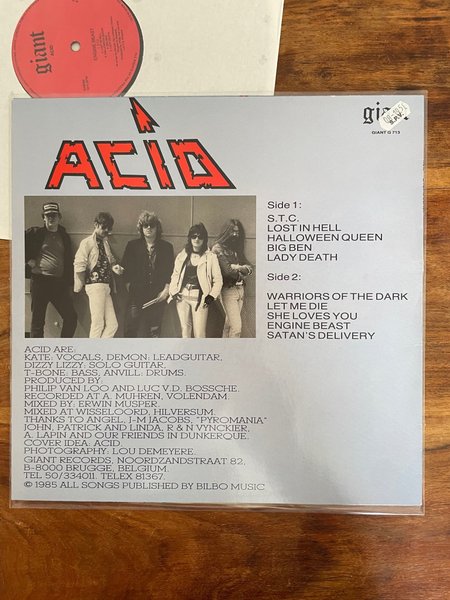 giant
ACID
ENGINE BEAST
giant
GIANT G 713
ACID
Side 1:
S.T.C.
LOST IN HELL
HALLOWEEN QUEEN
BIG BEN
LADY DEATH
Side 2:
WARRIORS OF THE DARK
LET ME DIE
SHE LOVES YOU
ENGINE BEAST
SATAN'S DELIVERY
ACID ARE:
KATE: VOCALS, DEMON: LEADGUITAR,
DIZZY LIZZY: SOLO GUITAR,
T-BONE: BASS, ANVILL: DRUMS.
PRODUCED BY:
PHILIP VAN LOO AND LUC V.D. BOSSCHE.
RECORDED AT A. MUHREN, VOLENDAM.
MIXED BY: ERWIN MUSPER.
MIXED AT WISSELOORD, HILVERSUM.
THANKS TO ANGEL, J-M JACOBS, "PYROMANIA"
JOHN, PATRICK AND LINDA, R & N VYNCKIER,
A. LAPIN AND OUR FRIENDS IN DUNKERQUE.
COVER IDEA: ACID.
PHOTOGRAPHY: LOU DEMEYERE.
GIANT RECORDS, NOORDZANDSTRAAT 82,
B-8000 BRUGGE, BELGIUM.
TEL 50/334011. TELEX 81367.
© 1985 ALL SONGS PUBLISHED BY BILBO MUSIC